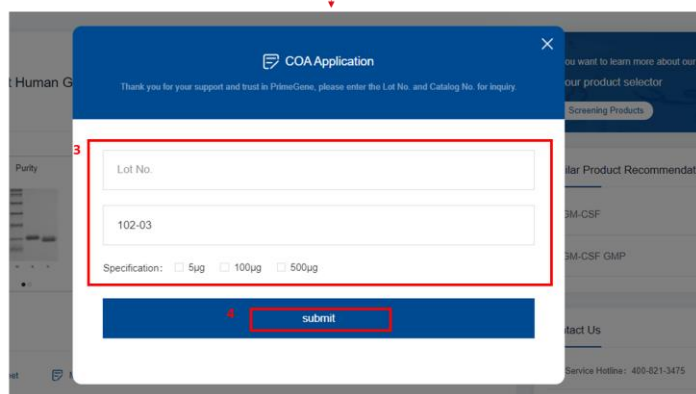 COA Application
Thank you for your support and trust in PrimeGene, please enter the Lot No. and Catalog No. for inquiry.
ou want to learn more about our
our product selector
Screening Products
t Human G
3
Purity
Lot No.
102-03
Specification: 5μg 100μg 500μg
4
submit
ilar Product Recommendat
GM-CSF
GM-CSF GMP
tact Us
Service Hotline: 400-821-3475